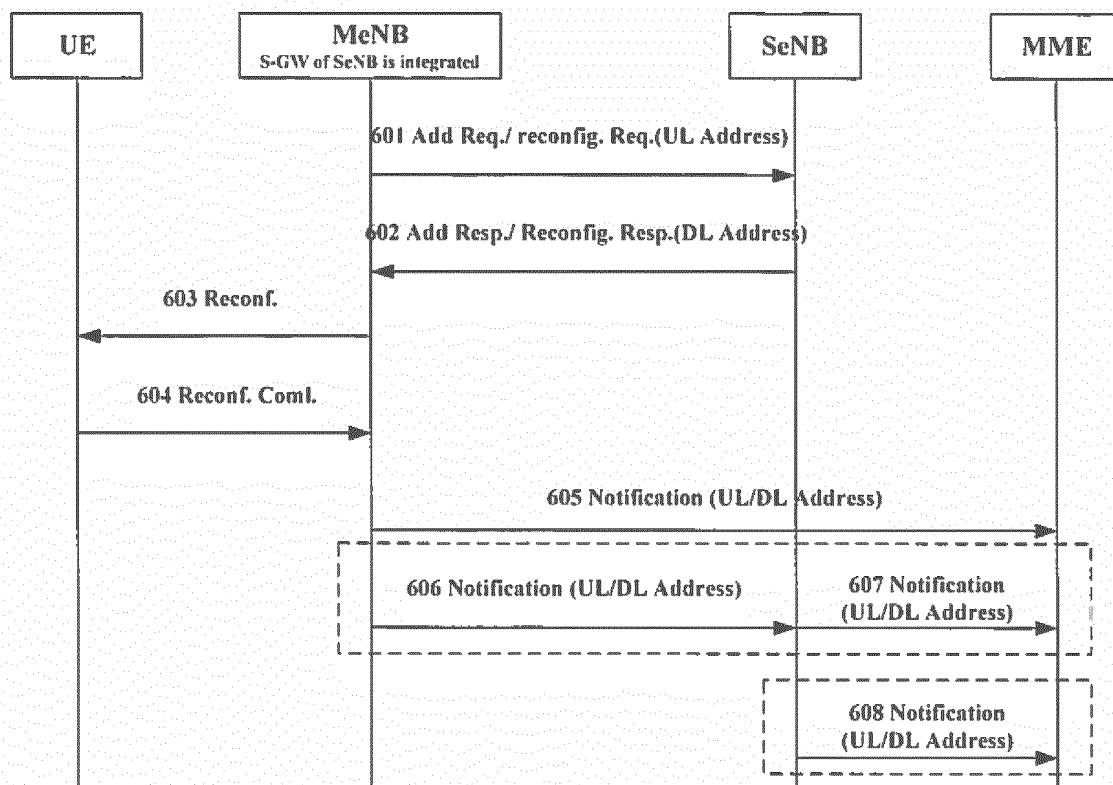 UE
MeNB
S-GW of SeNB is integrated
SeNB
MME
601 Add Req./ reconfig. Req.(UL Address)
602 Add Resp./ Reconfig. Resp.(DL Address)
603 Reconf.
604 Reconf. Coml.
605 Notification (UL/DL Address)
606 Notification (UL/DL Address)
607 Notification
(UL/DL Address)
608 Notification
(UL/DL Address)